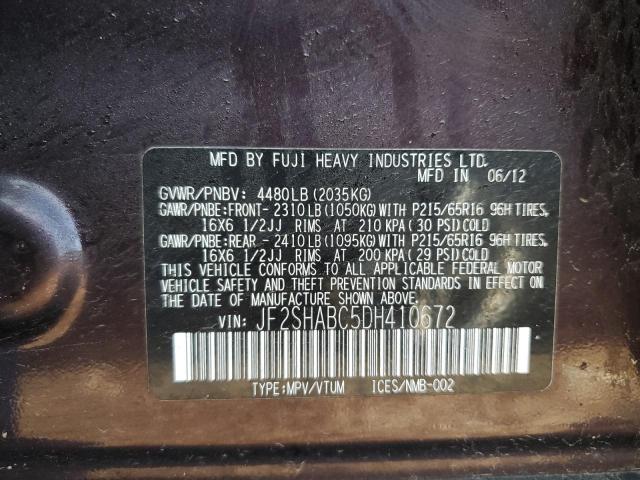 MFD BY FUJI HEAVY INDUSTRIES LTD.
MFD IN 06/12
GVWR/PNBV: 4480LB(2035KG)
GAWR/PNBE:FRONT- 2310LB(1050KG)WITH P215/65R16 96H TIRES,
16X6 1/2JJ RIMS AT 210 KPA(30 PSI)COLD
GAWR/PNBE:REAR - 2410LB(1095KG)WITH P215/65R16 96H TIRES,
16X6 1/2JJ RIMS AT 200 KPA(29 PSI)COLD
THIS VEHICLE CONFORMS TO ALL APPLICABLE FEDERAL MOTOR
VEHICLE SAFETY AND THEFT PREVENTION STANDARDS IN EFFECT ON
THE DATE OF MANUFACTURE SHOWN ABOVE.
VIN: JF2SHABC5DH410672
TYPE:MPV/VTUM ICES/NMB-002